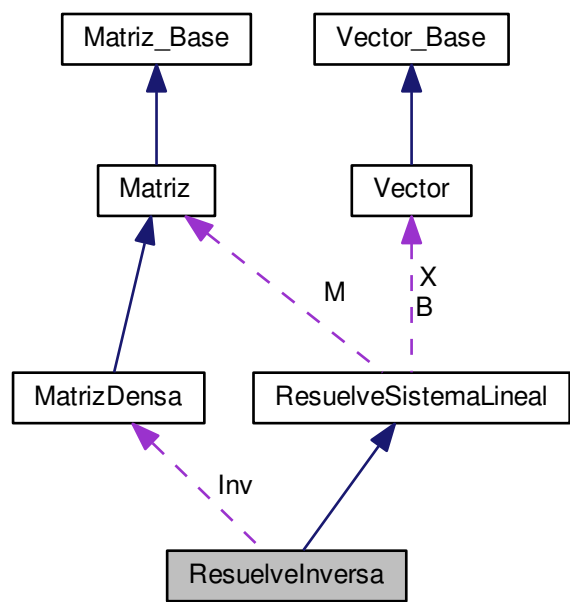 Matriz_Base
Vector_Base
Matriz
Vector
M
X
B
MatrizDensa
ResuelveSistemaLineal
Inv
ResuelveInversa